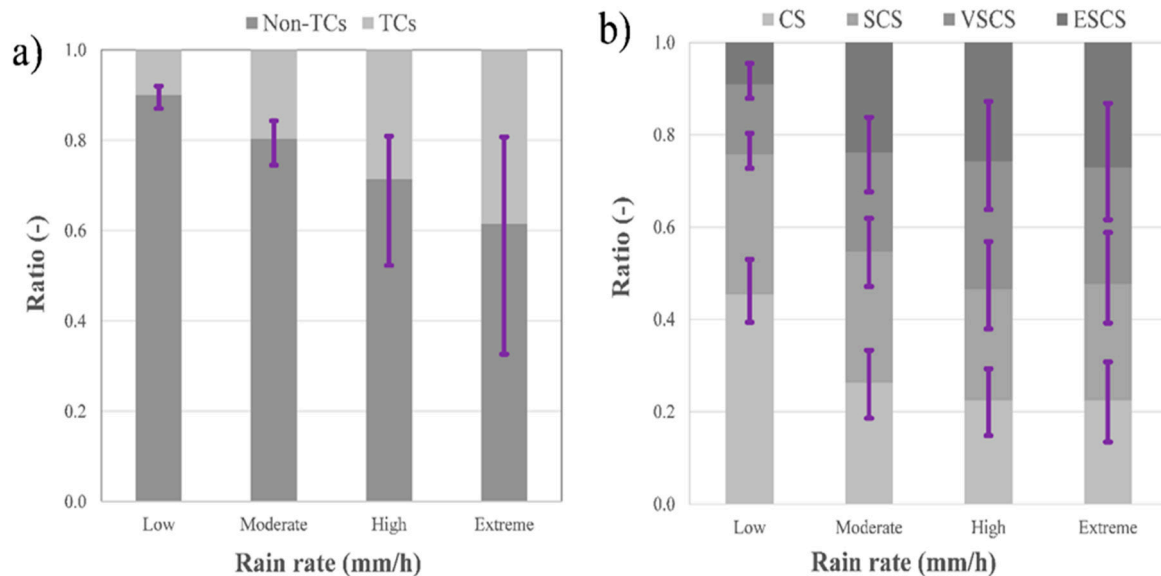 a)
Non-TCs TCs
Ratio (-)
1.0
0.8
0.6
0.4
0.2
0.0
Low Moderate High Extreme
Rain rate (mm/h)
b)
CS SCS VSCS ESCS
Ratio (-)
1.0
0.8
0.6
0.4
0.2
0.0
Low Moderate High Extreme
Rain rate (mm/h)